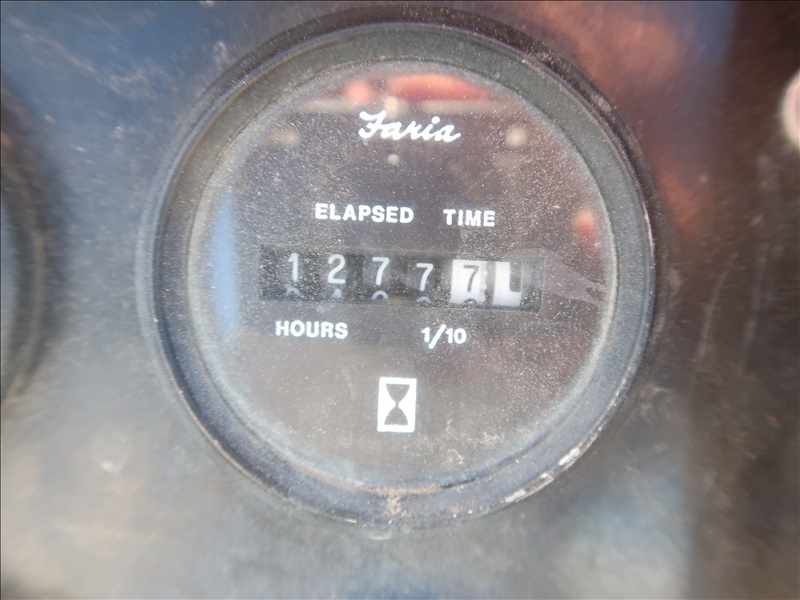 Faria
ELAPSED TIME
12777
HOURS 1/10